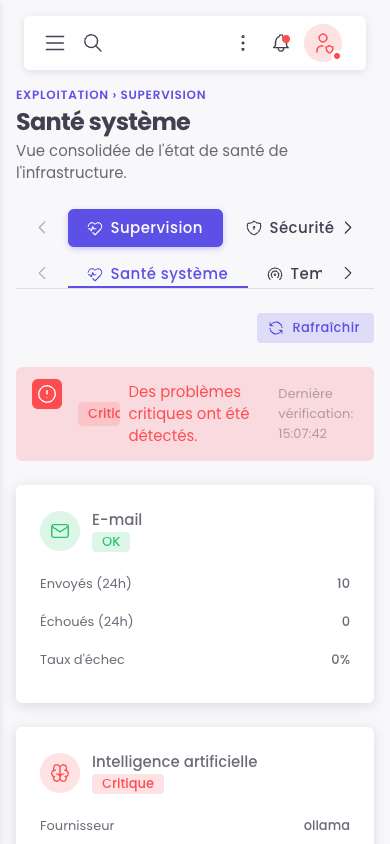 EXPLOITATION › SUPERVISION
Santé système
Vue consolidée de l'état de santé de
l'infrastructure.
Supervision
Sécurité
Santé système
Tem
Rafraîchir
Critic
Des problèmes
critiques ont été
détectés.
Dernière
vérification:
15:07:42
E-mail
OK
Envoyés (24h) 10
Échoués (24h) 0
Taux d'échec 0%
Intelligence artificielle
Critique
Fournisseur ollama